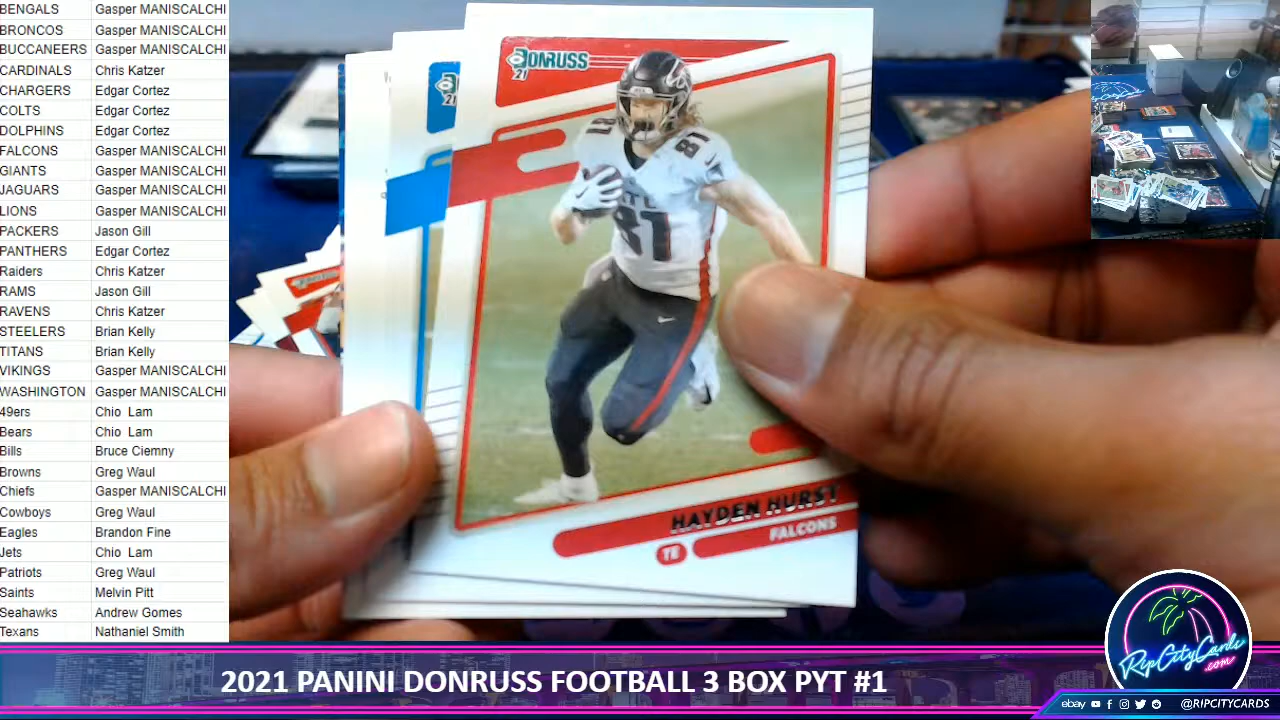 BENGALS Gasper MANISCALCHI
BRONCOS Gasper MANISCALCHI
BUCCANEERS Gasper MANISCALCHI
CARDINALS Chris Katzer
CHARGERS Edgar Cortez
COLTS Edgar Cortez
DOLPHINS Edgar Cortez
FALCONS Gasper MANISCALCHI
GIANTS Gasper MANISCALCHI
JAGUARS Gasper MANISCALCHI
LIONS Gasper MANISCALCHI
PACKERS Jason Gill
PANTHERS Edgar Cortez
Raiders Chris Katzer
RAMS Jason Gill
RAVENS Chris Katzer
STEELERS Brian Kelly
TITANS Brian Kelly
VIKINGS Gasper MANISCALCHI
WASHINGTON Gasper MANISCALCHI
49ers Chio Lam
Bears Chio Lam
Bills Bruce Ciemny
Browns Greg Waul
Chiefs Gasper MANISCALCHI
Cowboys Greg Waul
Eagles Brandon Fine
Jets Chio Lam
Patriots Greg Waul
Saints Melvin Pitt
Seahawks Andrew Gomes
Texans Nathaniel Smith
DONRUSS
21
21
81
81
81
HAYDEN HURST
FALCONS
TE
2021 PANINI DONRUSS FOOTBALL 3 BOX PYT #1
RipCityCards
.com
ebay @RIPCITYCARDS